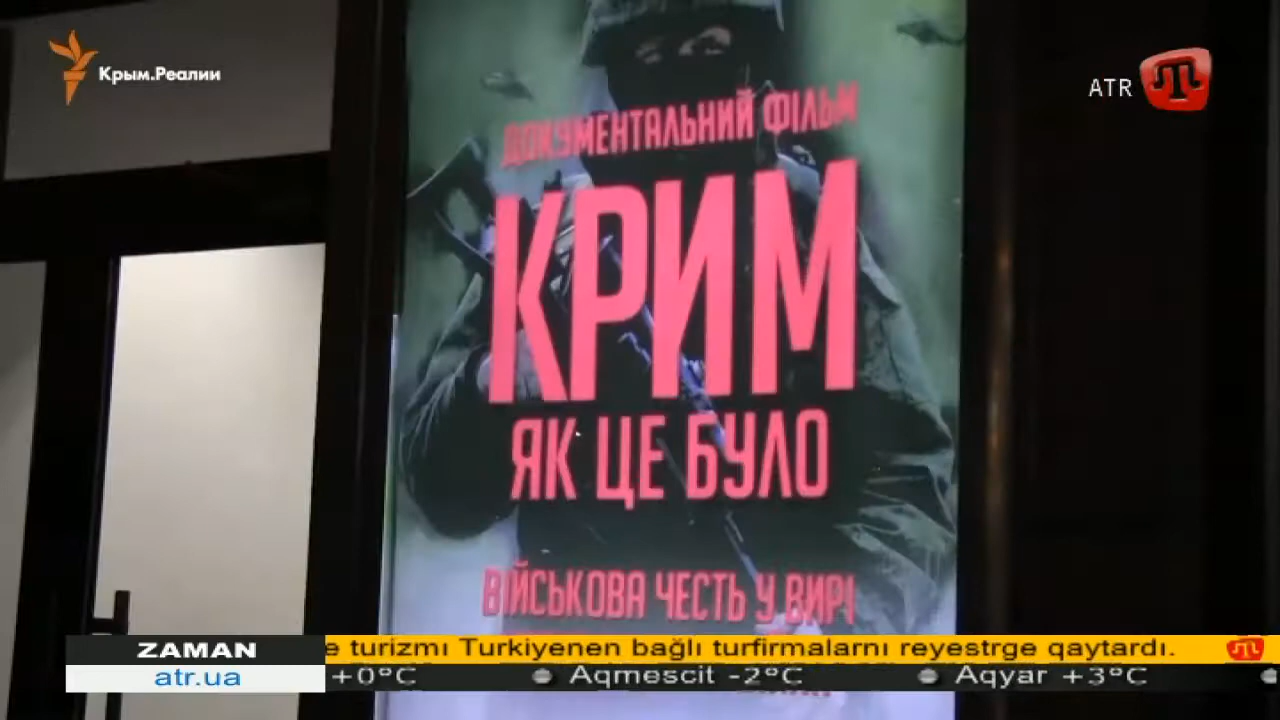 Крым.Реалии
ATR
ДОКУМЕНТАЛЬНИЙ ФІЛЬМ
КРИМ
ЯК ЦЕ БУЛО
ВІЙСЬКОВА ЧЕСТЬ У ВИРІ
ZAMAN
e turizmı Turkiyenen bağlı turfirmalarnı reyestrge qaytardı.
atr.ua
+0°C Aqmescit -2°C Aqyar +3°C